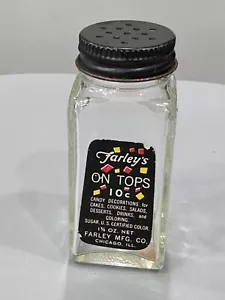 Farley's
ON TOPS
10¢
CANDY DECORATIONS for
CAKES, COOKIES, SALADS,
DESSERTS, DRINKS, and
COLORING.
SUGAR, U.S. CERTIFIED COLOR.
1¾ OZ. NET
FARLEY MFG. CO.
CHICAGO, ILL.